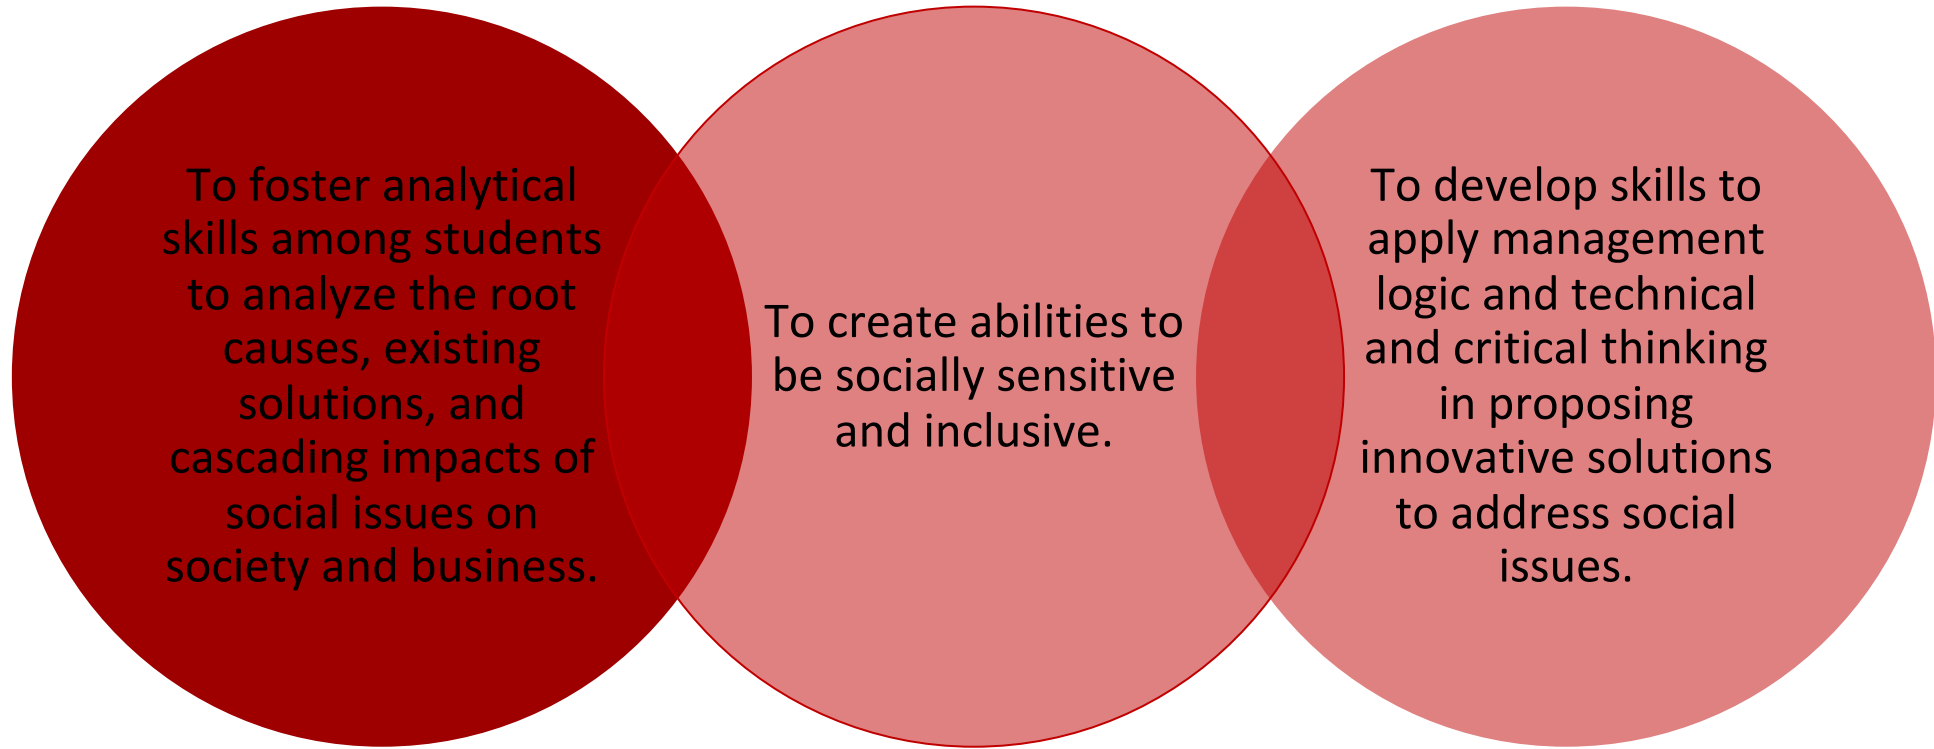 To foster analytical
skills among students
to analyze the root
causes, existing
solutions, and
cascading impacts of
social issues on
society and business.
To create abilities to
be socially sensitive
and inclusive.
To develop skills to
apply management
logic and technical
and critical thinking
in proposing
innovative solutions
to address social
issues.